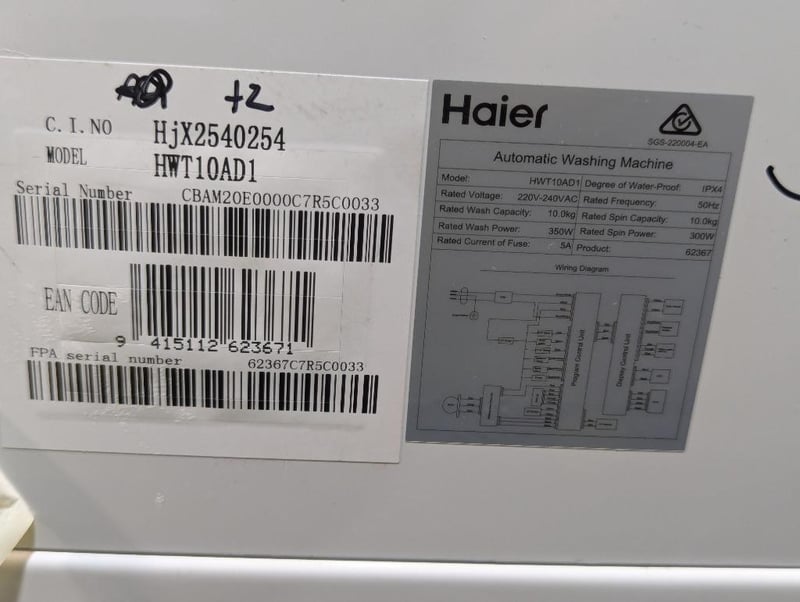 +2
C.I.NO HjX2540254
MODEL HWT10AD1
Serial Number CBAM20E0000C7R5C0033
EAN CODE
9 415112 623671
FPA serial number 62367C7R5C0033
Haier
SGS-220004-EA
Automatic Washing Machine
Model: HWT10AD1 Degree of Water-Proof: IPX4
Rated Voltage: 220V-240VAC Rated Frequency: 50Hz
Rated Wash Capacity: 10.0kg Rated Spin Capacity: 10.0kg
Rated Wash Power: 350W Rated Spin Power: 300W
Rated Current of Fuse: 5A Product: 62367
Wiring Diagram
Program Control Unit
Display Control Unit